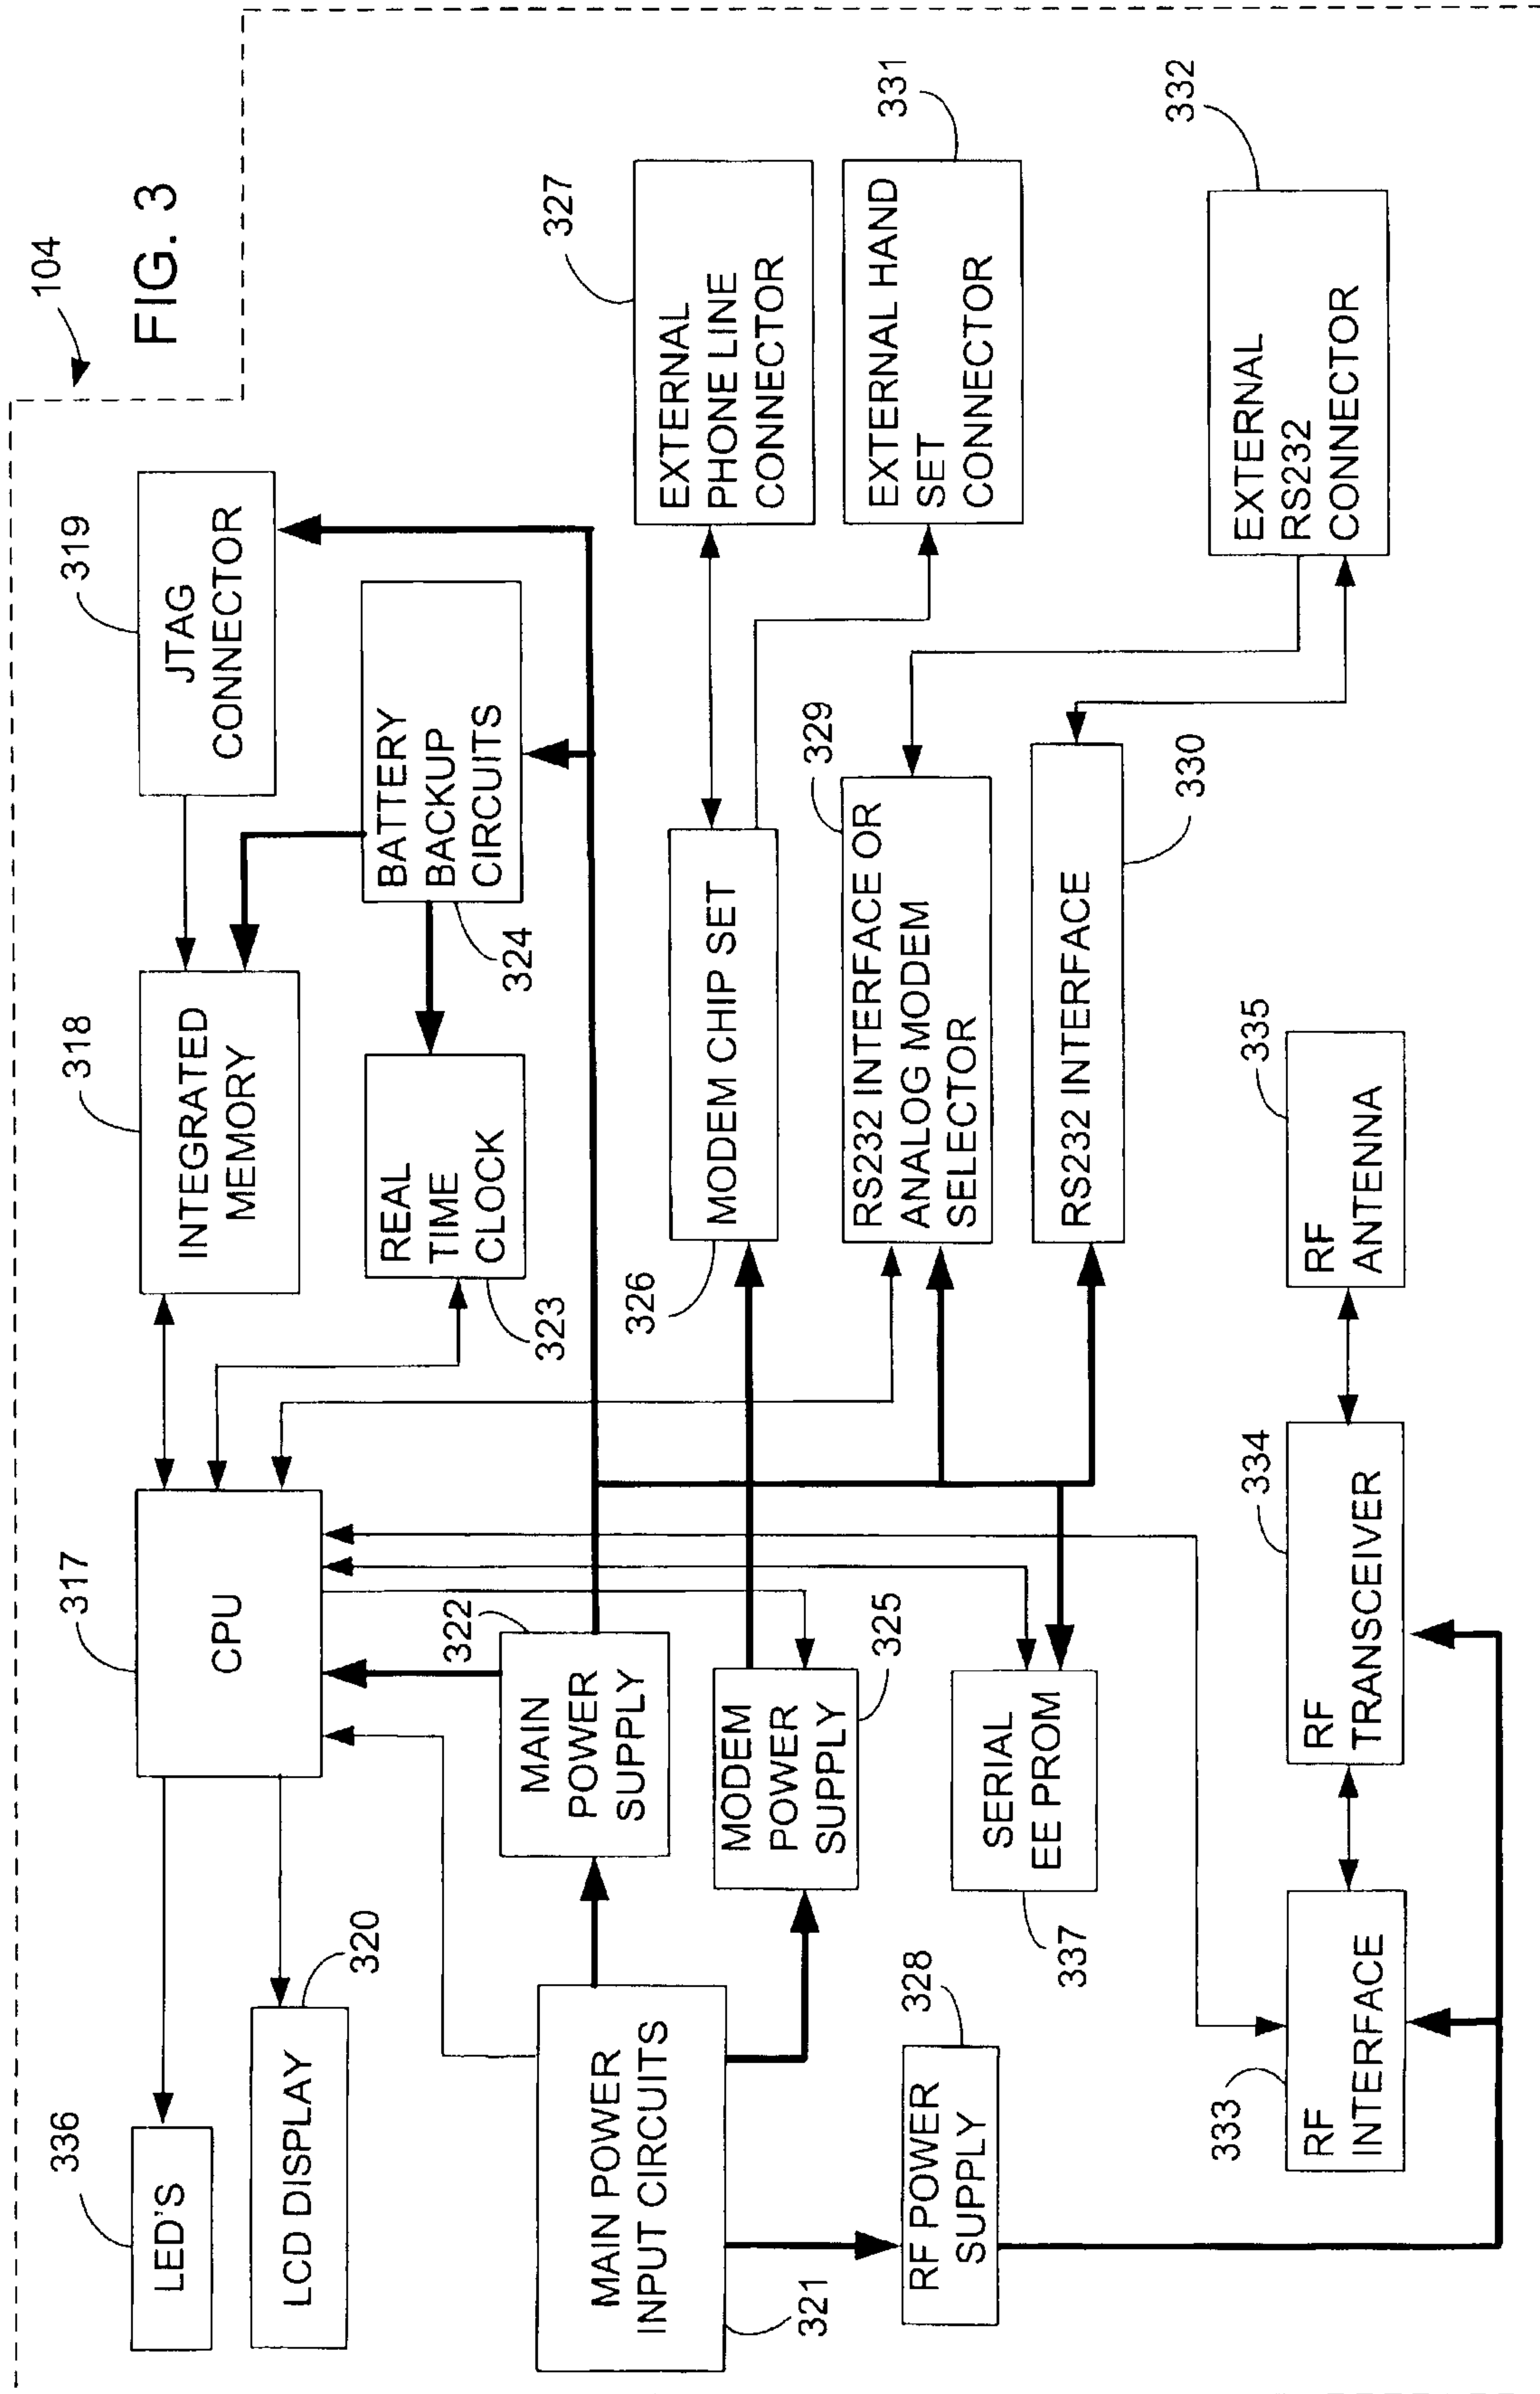 104
FIG. 3
336
LED'S
LCD DISPLAY
320
317
CPU
318
INTEGRATED
MEMORY
319
JTAG
CONNECTOR
REAL
TIME
CLOCK
323
BATTERY
BACKUP
CIRCUITS
324
MAIN POWER
INPUT CIRCUITS
321
322
MAIN
POWER
SUPPLY
MODEM
POWER
SUPPLY
325
326
MODEM CHIP SET
327
EXTERNAL
PHONE LINE
CONNECTOR
RF POWER
SUPPLY
328
SERIAL
EE PROM
337
RS232 INTERFACE OR
ANALOG MODEM
SELECTOR
329
EXTERNAL HAND
SET
CONNECTOR
331
RS232 INTERFACE
330
EXTERNAL
RS232
CONNECTOR
332
333
RF
INTERFACE
334
RF
TRANSCEIVER
335
RF
ANTENNA